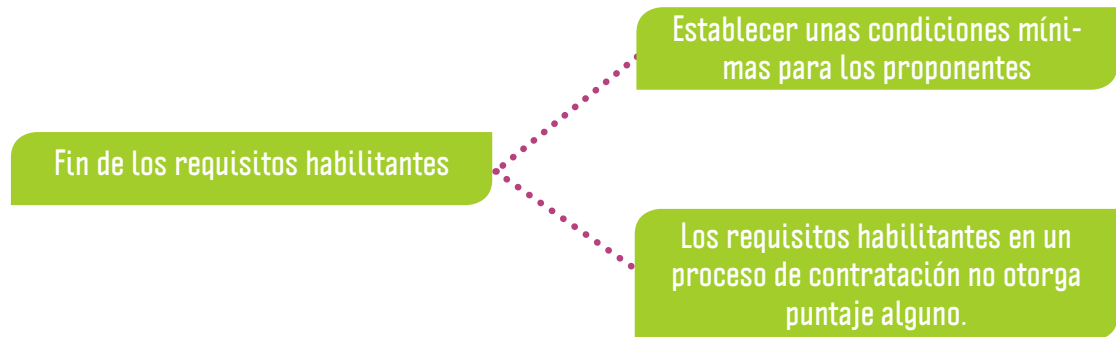 Establecer unas condiciones míni-
mas para los proponentes
Fin de los requisitos habilitantes
Los requisitos habilitantes en un
proceso de contratación no otorga
puntaje alguno.